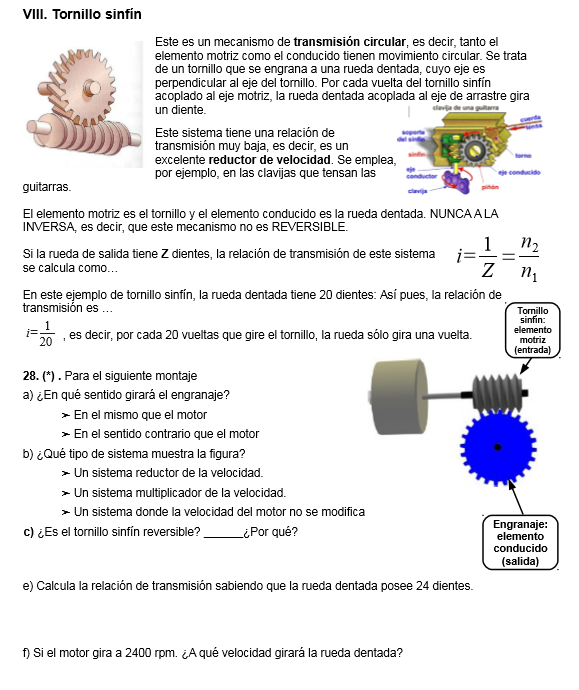 VIII. Tornillo sinfín
Este es un mecanismo de transmisión circular, es decir, tanto el
elemento motriz como el conducido tienen movimiento circular. Se trata
de un tornillo que se engrana a una rueda dentada, cuyo eje es
perpendicular al eje del tornillo. Por cada vuelta del tornillo sinfín
acoplado al eje motriz, la rueda dentada acoplada al eje de arrastre gira
un diente.
Este sistema tiene una relación de
transmisión muy baja, es decir, es un
excelente reductor de velocidad. Se emplea,
por ejemplo, en las clavijas que tensan las
guitarras.
clavija de una guitarra
cuerda
tensa
soporte
del sinfín
sinfín
torno
eje
conductor
eje conducido
clavija
piñón
El elemento motriz es el tornillo y el elemento conducido es la rueda dentada. NUNCA A LA
INVERSA, es decir, que este mecanismo no es REVERSIBLE.
Si la rueda de salida tiene Z dientes, la relación de transmisión de este sistema
se calcula como…
i=1/Z=n₂/n₁
En este ejemplo de tornillo sinfín, la rueda dentada tiene 20 dientes: Así pues, la relación de
transmisión es ...
i=1/20 , es decir, por cada 20 vueltas que gire el tornillo, la rueda sólo gira una vuelta.
Tornillo
sinfin:
elemento
motriz
(entrada)
28. (*) . Para el siguiente montaje
a) ¿En qué sentido girará el engranaje?
➢ En el mismo que el motor
➢ En el sentido contrario que el motor
b) ¿Qué tipo de sistema muestra la figura?
➢ Un sistema reductor de la velocidad.
➢ Un sistema multiplicador de la velocidad.
➢ Un sistema donde la velocidad del motor no se modifica
c) ¿Es el tornillo sinfín reversible? ______¿Por qué?
Engranaje:
elemento
conducido
(salida)
e) Calcula la relación de transmisión sabiendo que la rueda dentada posee 24 dientes.
f) Si el motor gira a 2400 rpm. ¿A qué velocidad girará la rueda dentada?